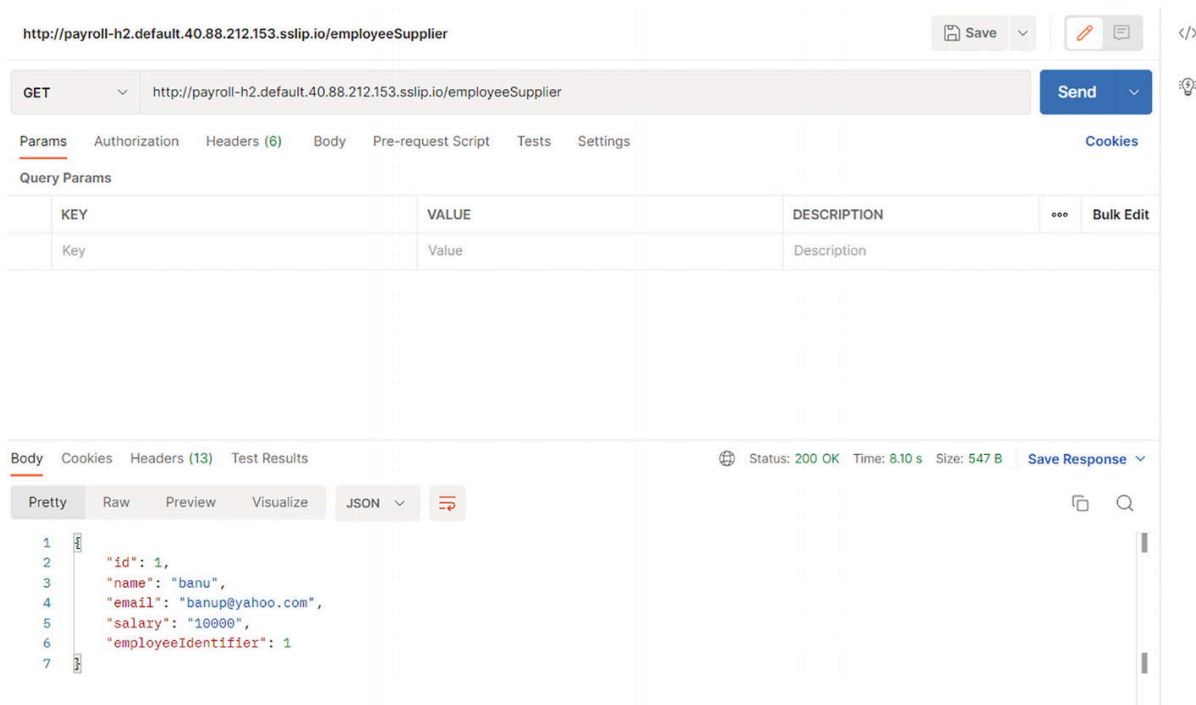 http://payroll-h2.default.40.88.212.153.sslip.io/employeeSupplier Save
GET http://payroll-h2.default.40.88.212.153.sslip.io/employeeSupplier Send
Params Authorization Headers (6) Body Pre-request Script Tests Settings Cookies
Query Params
KEY VALUE DESCRIPTION ooo Bulk Edit
Key Value Description
Body Cookies Headers (13) Test Results Status: 200 OK Time: 8.10 s Size: 547 B Save Response
Pretty Raw Preview Visualize JSON
1 {
2 "id": 1,
3 "name": "banu",
4 "email": "banup@yahoo.com",
5 "salary": "10000",
6 "employeeIdentifier": 1
7 }